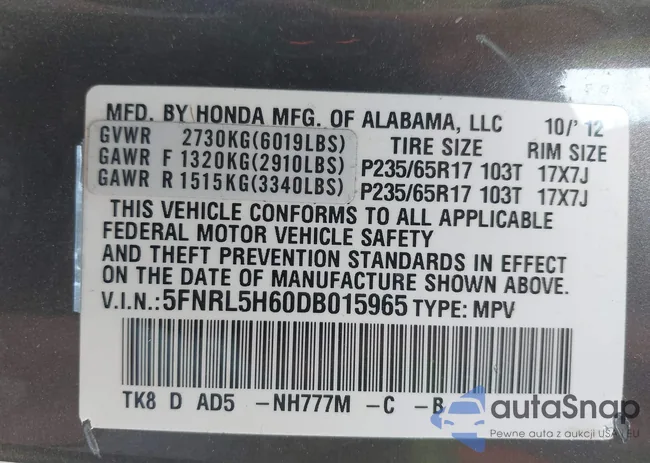 MFD. BY HONDA MFG. OF ALABAMA, LLC 10/' 12
GVWR 2730KG(6019LBS) TIRE SIZE RIM SIZE
GAWR F 1320KG(2910LBS) P235/65R17 103T 17X7J
GAWR R 1515KG(3340LBS) P235/65R17 103T 17X7J
THIS VEHICLE CONFORMS TO ALL APPLICABLE
FEDERAL MOTOR VEHICLE SAFETY
AND THEFT PREVENTION STANDARDS IN EFFECT
ON THE DATE OF MANUFACTURE SHOWN ABOVE.
V.I.N.:5FNRL5H60DB015965 TYPE: MPV
TK8 D AD5 -NH777M -C -B
autaSnap
Pewne auta z aukcji USA i EU